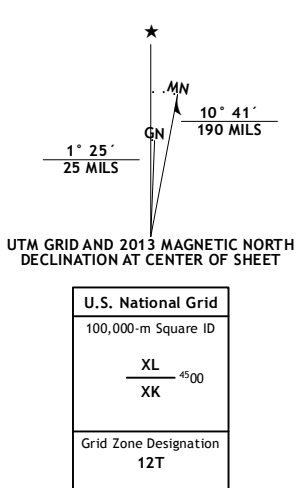 ★
MN
GN
10° 41´
190 MILS
1° 25´
25 MILS
UTM GRID AND 2013 MAGNETIC NORTH
DECLINATION AT CENTER OF SHEET
U.S. National Grid
100,000-m Square ID
XL
4500
XK
Grid Zone Designation
12T